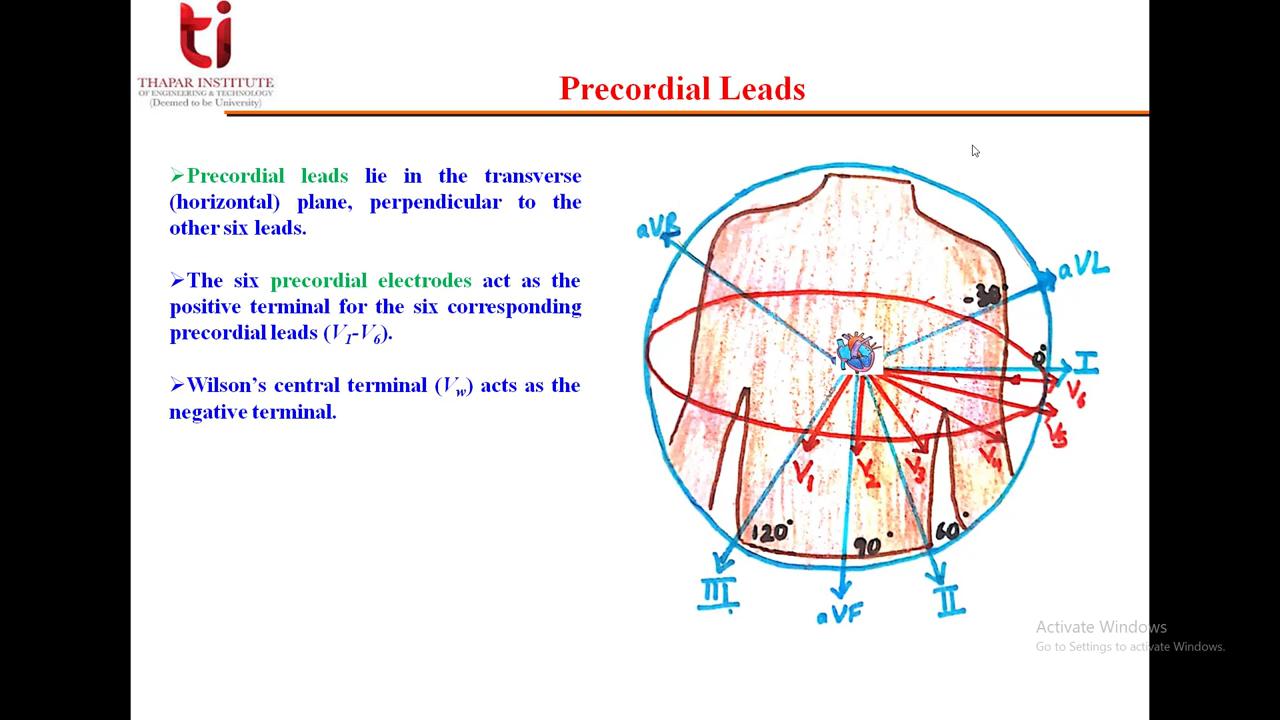 ti
THAPAR INSTITUTE
OF ENGINEERING & TECHNOLOGY
(Deemed to be University)
Precordial Leads
➢Precordial leads lie in the transverse
(horizontal) plane, perpendicular to the
other six leads.
➢The six precordial electrodes act as the
positive terminal for the six corresponding
precordial leads (V1-V6).
➢Wilson's central terminal (Vw) acts as the
negative terminal.
aVR
aVL
-30°
0°
I
V6
V5
V1
V2
V3
V4
120°
90°
60°
III
aVF
II
Activate Windows
Go to Settings to activate Windows.